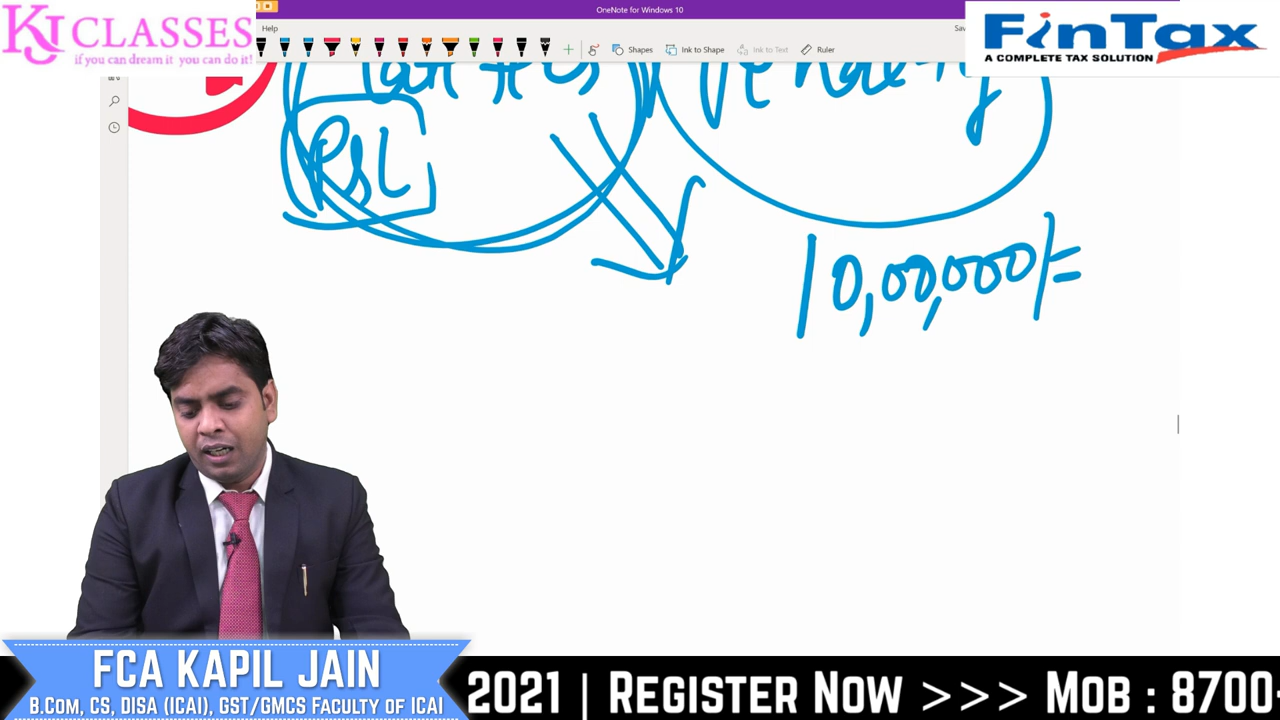 KJ CLASSES
if you can dream it you can do it!
OneNote for Windows 10
FinTax
A COMPLETE TAX SOLUTION
Help
Shapes
Ink to Shape
Ink to Text
Ruler
RSL
10,00,000/=
FCA KAPIL JAIN
B.COM, CS, DISA (ICAI), GST/GMCS FACULTY OF ICAI
2021 | REGISTER NOW >>> MOB : 8700-